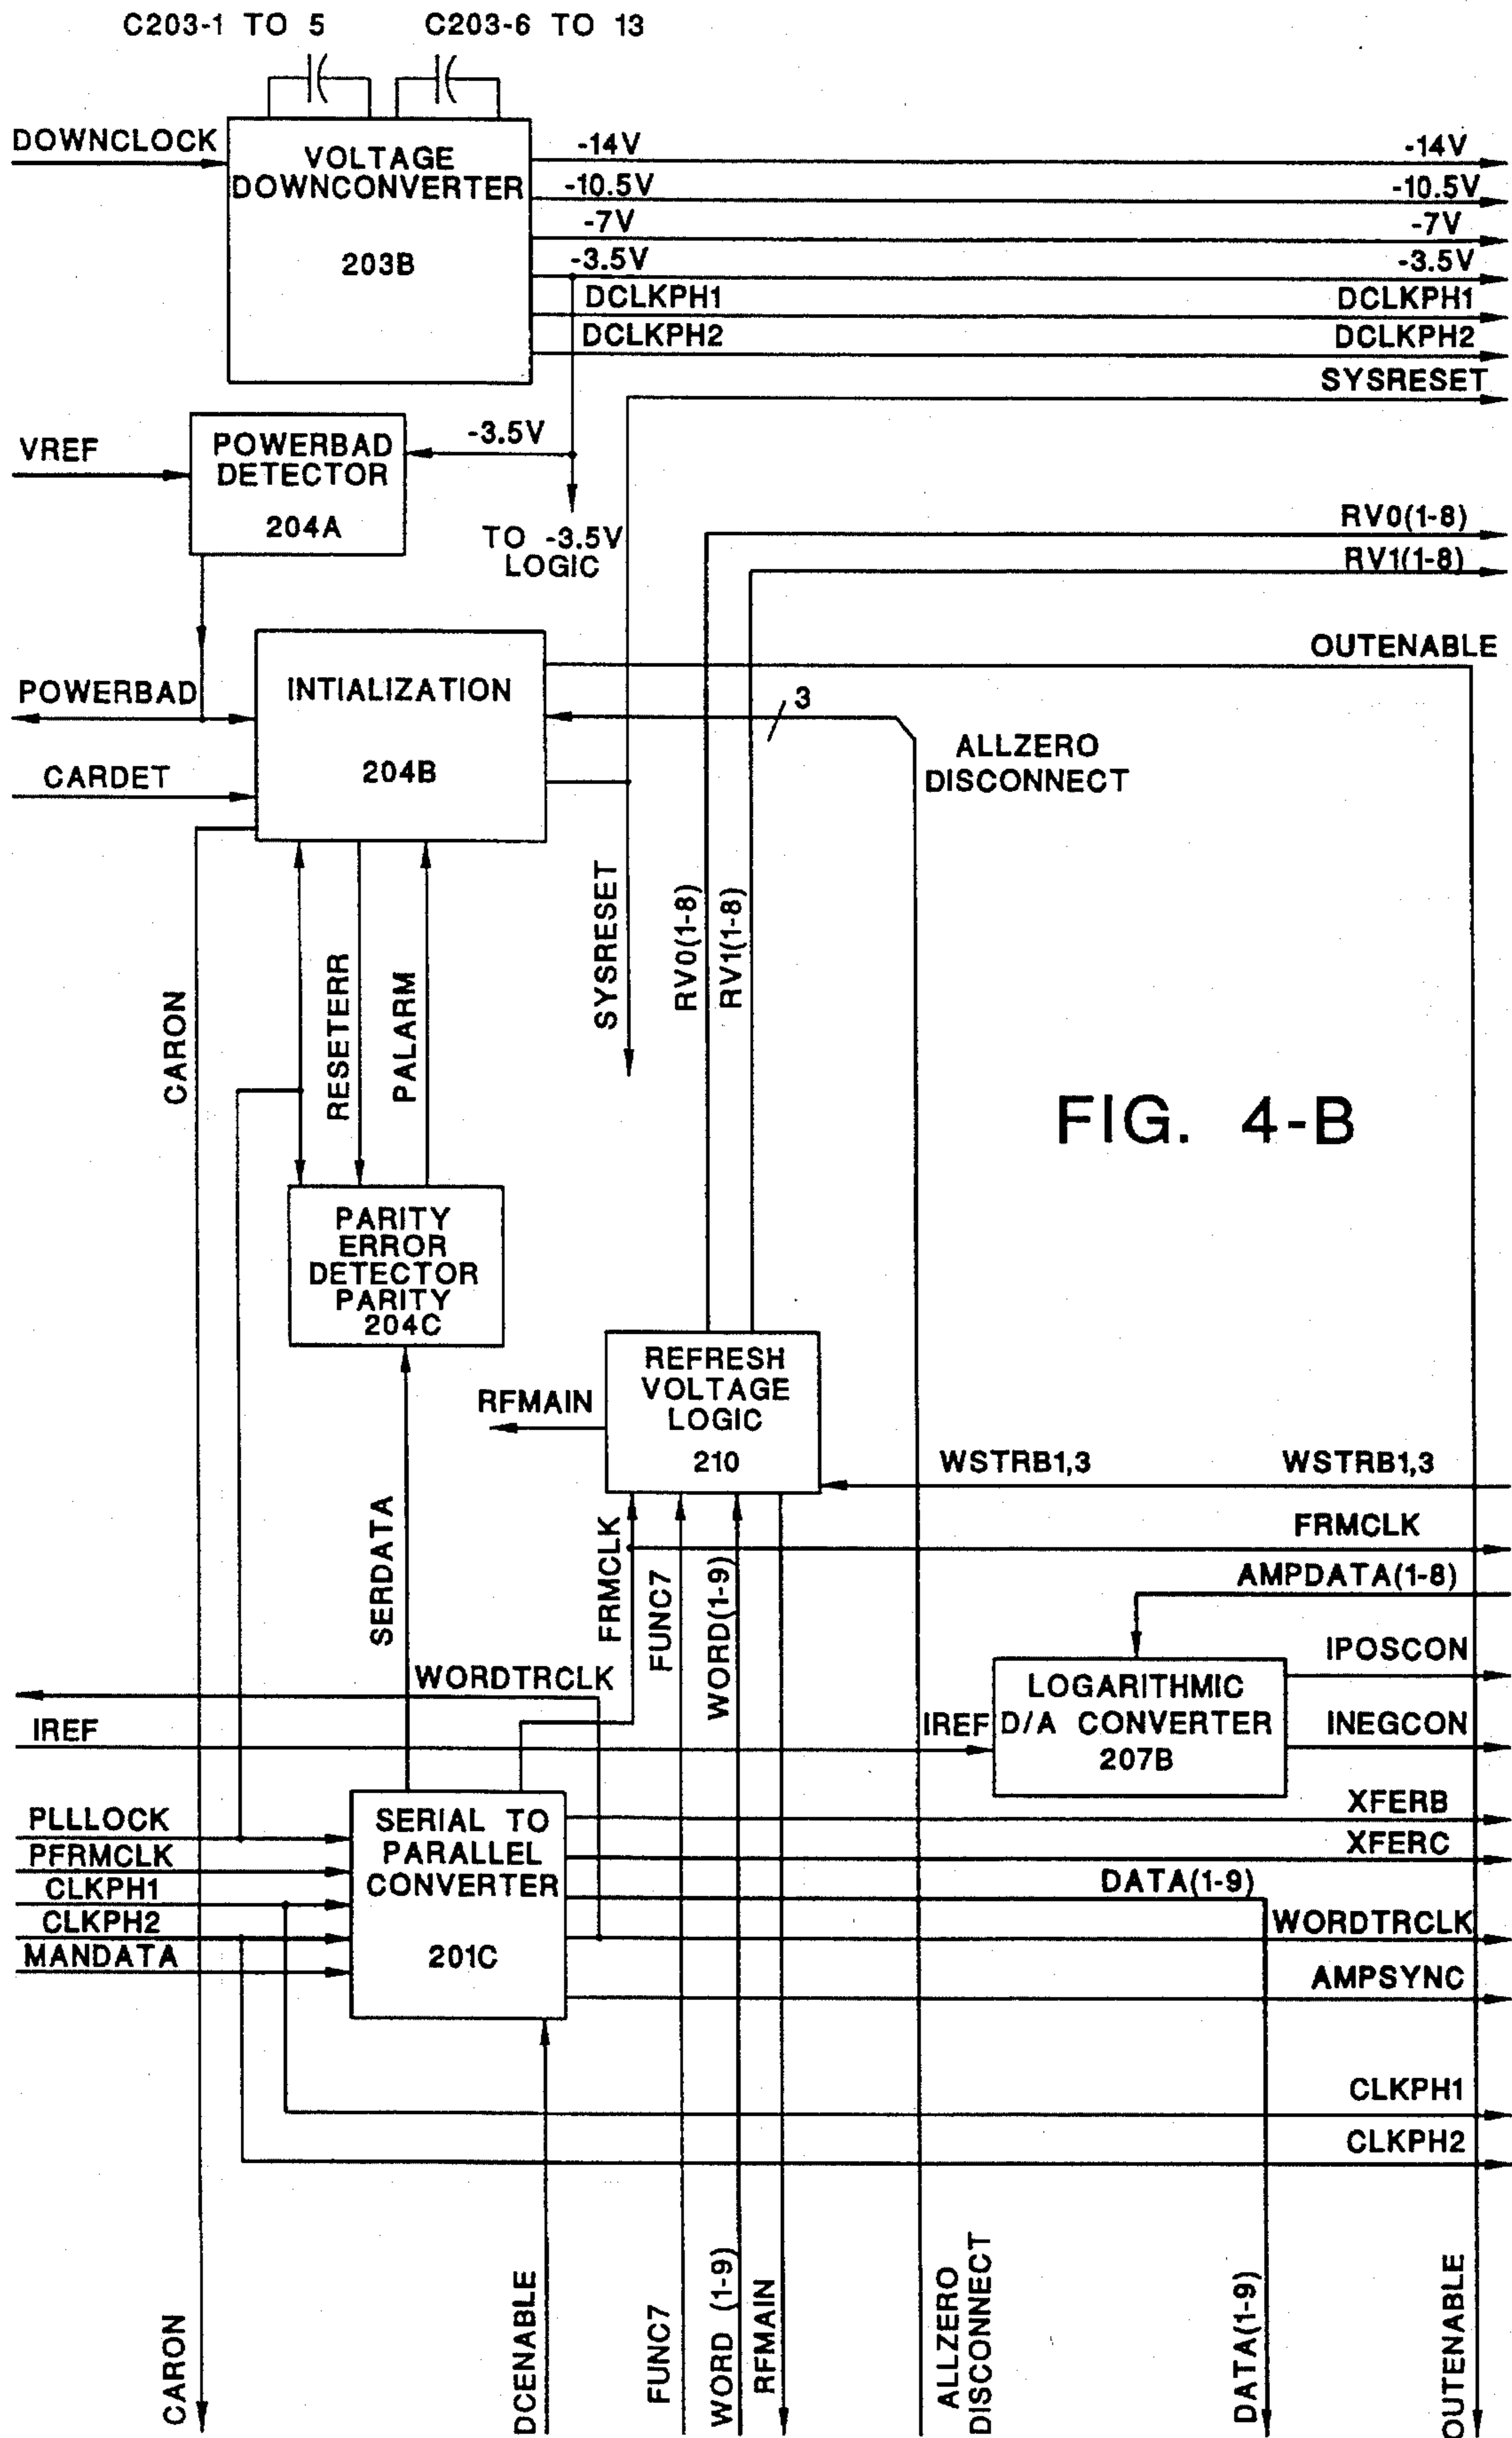 C203-1 TO 5
C203-6 TO 13
DOWNCLOCK
VOLTAGE
DOWNCONVERTER
203B
-14V
-14V
-10.5V
-10.5V
-7V
-7V
-3.5V
-3.5V
DCLKPH1
DCLKPH1
DCLKPH2
DCLKPH2
SYSRESET
VREF
POWERBAD
DETECTOR
204A
-3.5V
TO -3.5V
LOGIC
RV0(1-8)
RV1(1-8)
OUTENABLE
POWERBAD
INTIALIZATION
204B
3
ALLZERO
DISCONNECT
CARDET
CARON
RESETERR
PALARM
SYSRESET
RV0(1-8)
RV1(1-8)
FIG. 4-B
PARITY
ERROR
DETECTOR
PARITY
204C
REFRESH
VOLTAGE
LOGIC
210
RFMAIN
WSTRB1,3
WSTRB1,3
SERDATA
FRMCLK
FUNC7
WORD(1-9)
FRMCLK
AMPDATA(1-8)
WORDTRCLK
IREF
IREF
LOGARITHMIC
D/A CONVERTER
207B
IPOSCON
INEGCON
PLLLOCK
PFRMCLK
CLKPH1
CLKPH2
MANDATA
SERIAL TO
PARALLEL
CONVERTER
201C
XFERB
XFERC
DATA(1-9)
WORDTRCLK
AMPSYNC
CLKPH1
CLKPH2
CARON
DCENABLE
FUNC7
WORD (1-9)
RFMAIN
ALLZERO
DISCONNECT
DATA(1-9)
OUTENABLE